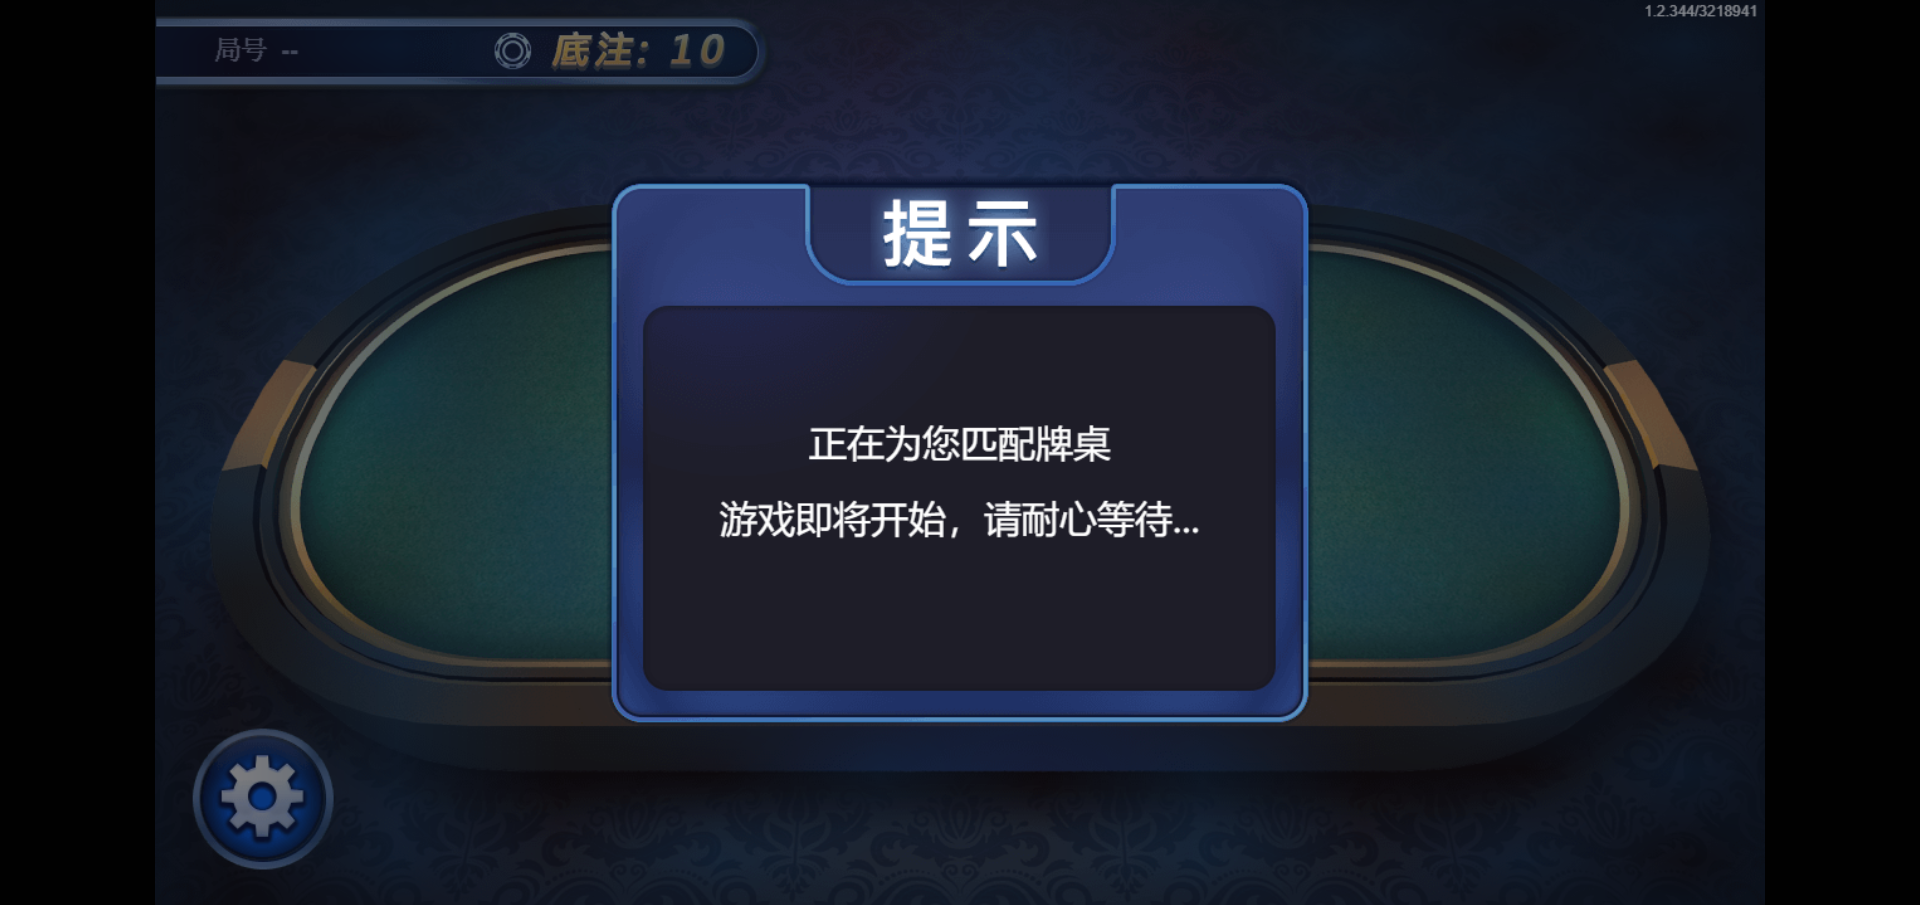 1.2.344/3218941
局号 --
底注: 10
提示
正在为您匹配牌桌
游戏即将开始，请耐心等待...